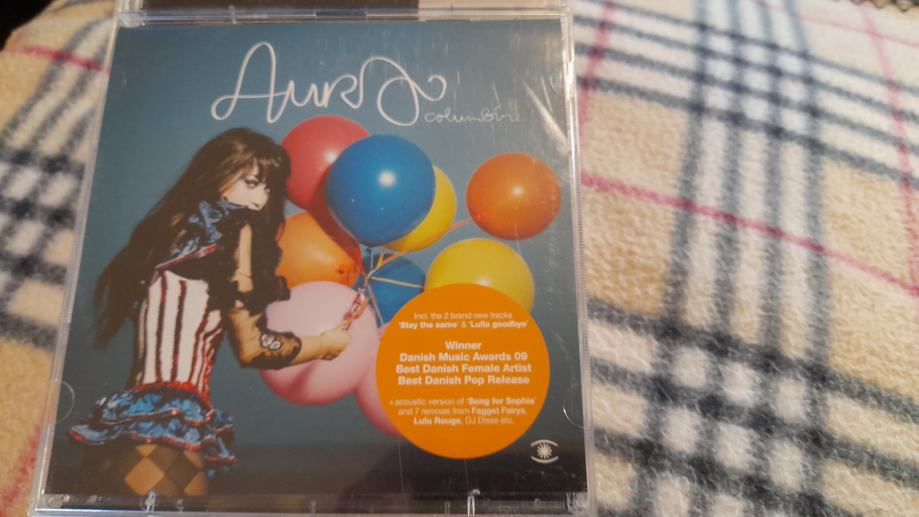 Aura
columbine
Incl. the 2 brand new tracks
'Stay the same' & 'Lulla goodbye'
Winner
Danish Music Awards 09
Best Danish Female Artist
Best Danish Pop Release
+ acoustic version of 'Song for Sophie'
and 7 remixes from Fagget Fairys,
Lulu Rouge, DJ Disse etc.